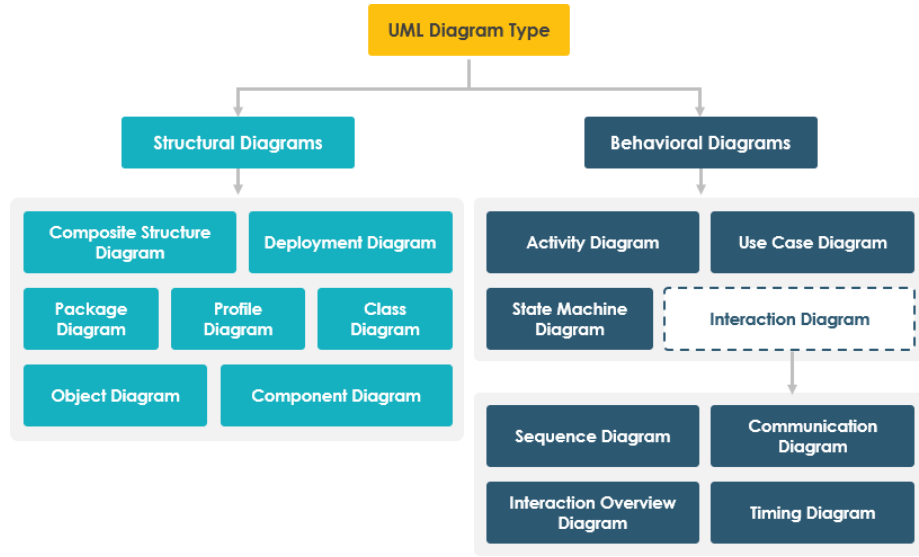 UML Diagram Type
Structural Diagrams
Behavioral Diagrams
Composite Structure
Diagram
Deployment Diagram
Package
Diagram
Profile
Diagram
Class
Diagram
Object Diagram
Component Diagram
Activity Diagram
Use Case Diagram
State Machine
Diagram
Interaction Diagram
Sequence Diagram
Communication
Diagram
Interaction Overview
Diagram
Timing Diagram